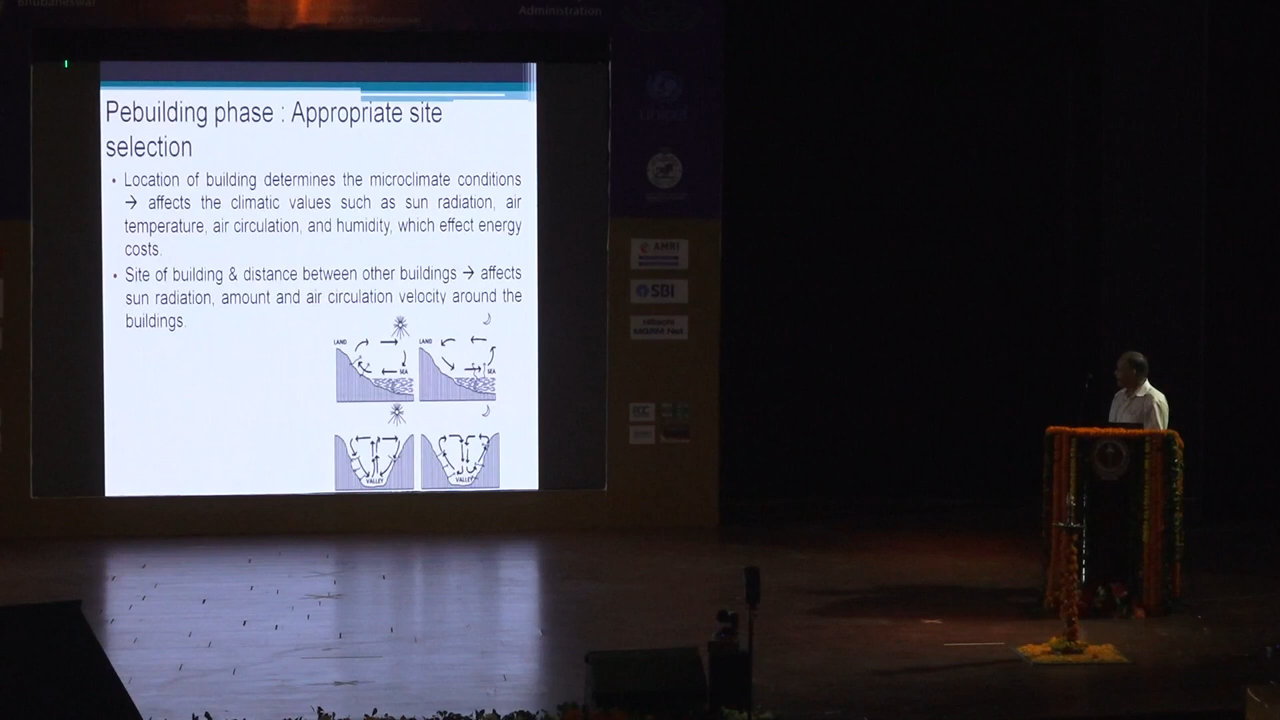 Bhubaneswar
Administration
Pebuilding phase : Appropriate site
selection
• Location of building determines the microclimate conditions
→ affects the climatic values such as sun radiation, air
temperature, air circulation, and humidity, which effect energy
costs.
• Site of building & distance between other buildings → affects
sun radiation, amount and air circulation velocity around the
buildings.
LAND
SEA
LAND
SEA
VALLEY
VALLEY
AMRI
SBI